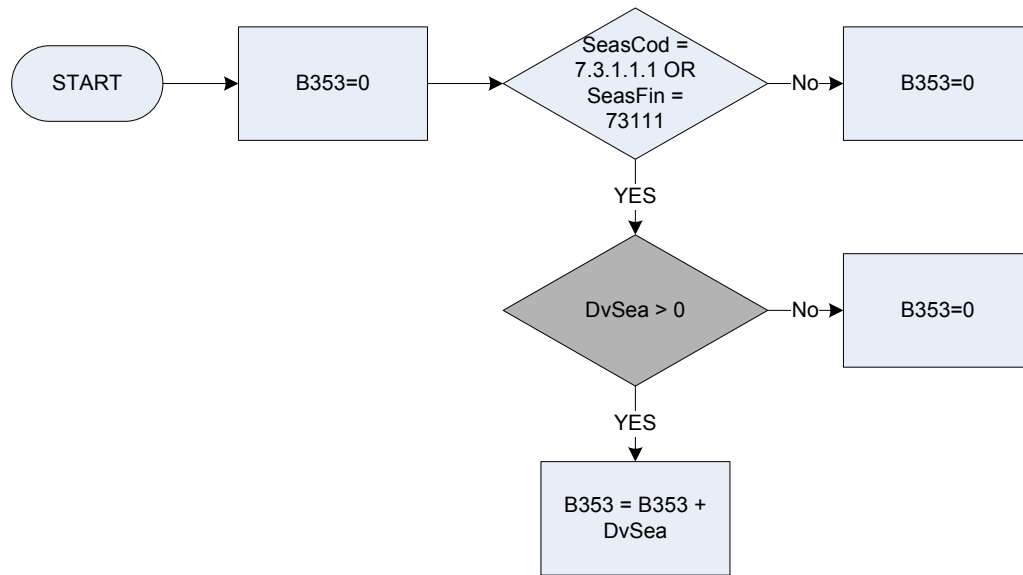 START
B353=0
SeasCod =
7.3.1.1.1 OR
SeasFin =
73111
No
B353=0
YES
DvSea > 0
No
B353=0
YES
B353 = B353 +
DvSea